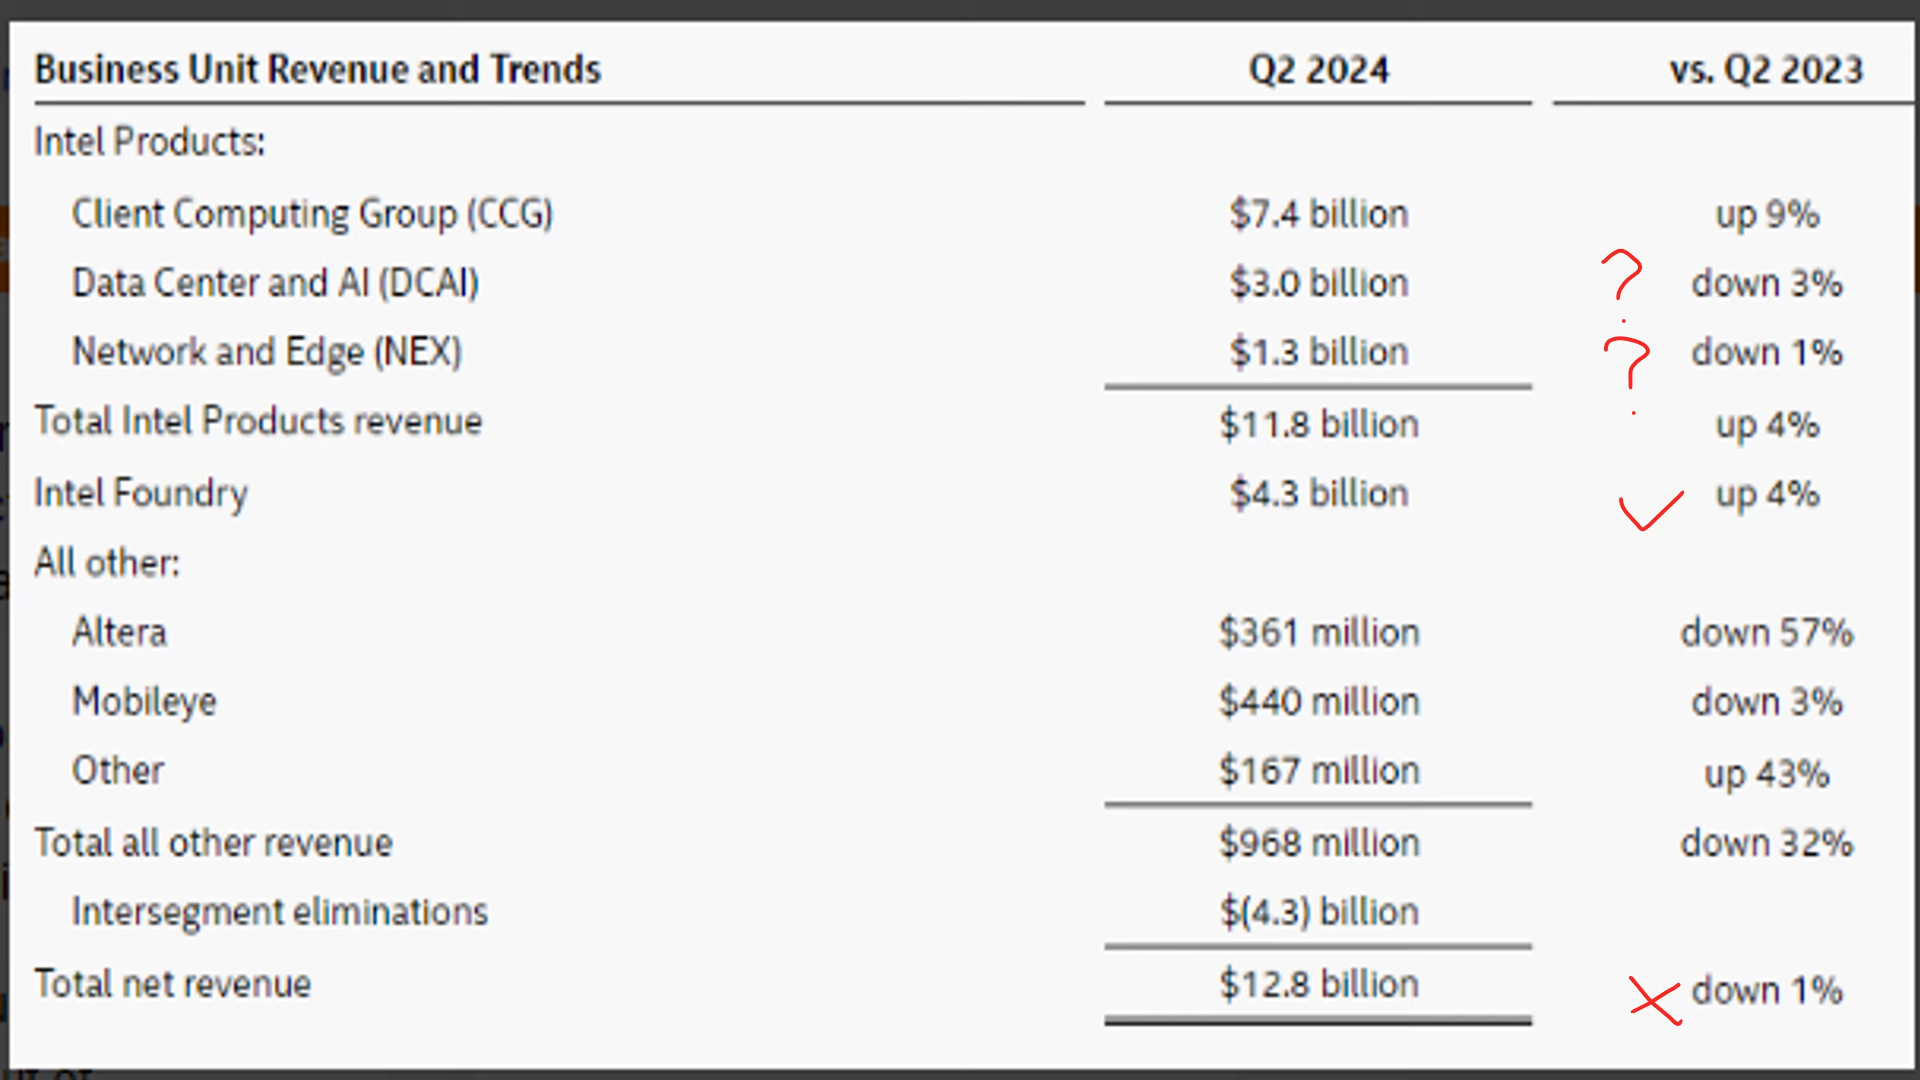 Business Unit Revenue and Trends Q2 2024 vs. Q2 2023
Intel Products:
Client Computing Group (CCG) $7.4 billion up 9%
Data Center and AI (DCAI) $3.0 billion ? down 3%
Network and Edge (NEX) $1.3 billion ? down 1%
Total Intel Products revenue $11.8 billion up 4%
Intel Foundry $4.3 billion ✓ up 4%
All other:
Altera $361 million down 57%
Mobileye $440 million down 3%
Other $167 million up 43%
Total all other revenue $968 million down 32%
Intersegment eliminations $(4.3) billion
Total net revenue $12.8 billion ✗ down 1%